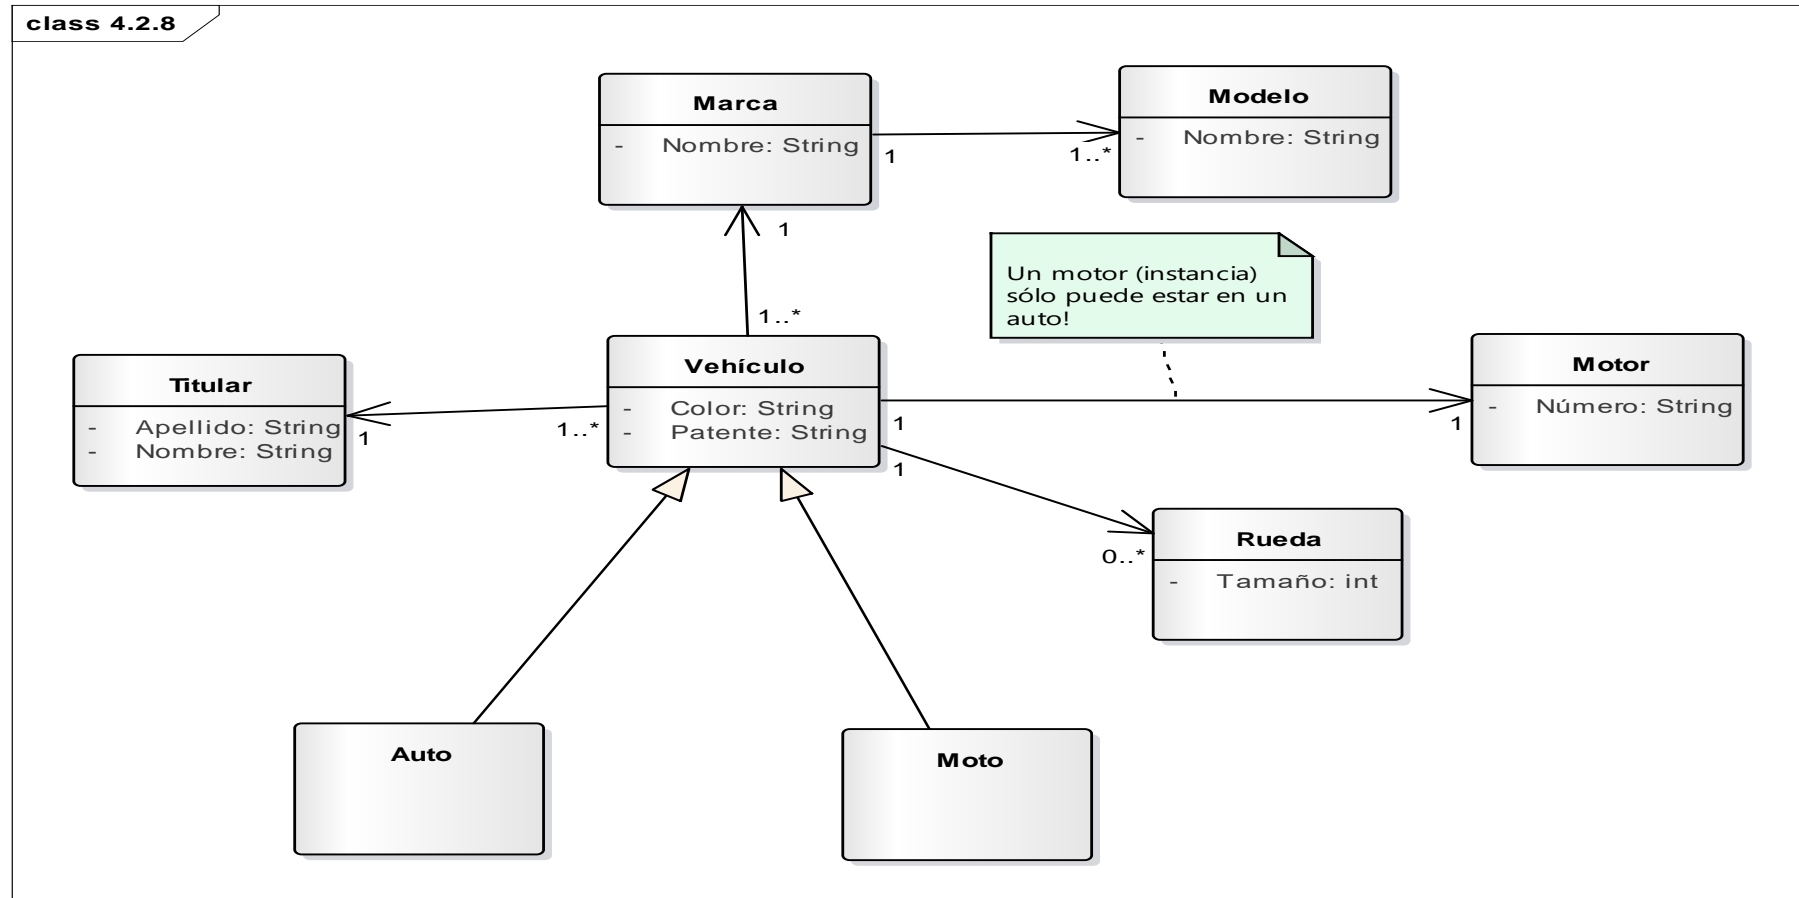 class 4.2.8
Marca
- Nombre: String
1
1..*
Modelo
- Nombre: String
1
1..*
Un motor (instancia)
sólo puede estar en un
auto!
Titular
- Apellido: String
- Nombre: String
1
1..*
Vehículo
- Color: String
- Patente: String
1
1
Motor
- Número: String
1
Rueda
- Tamaño: int
0..*
Auto
Moto